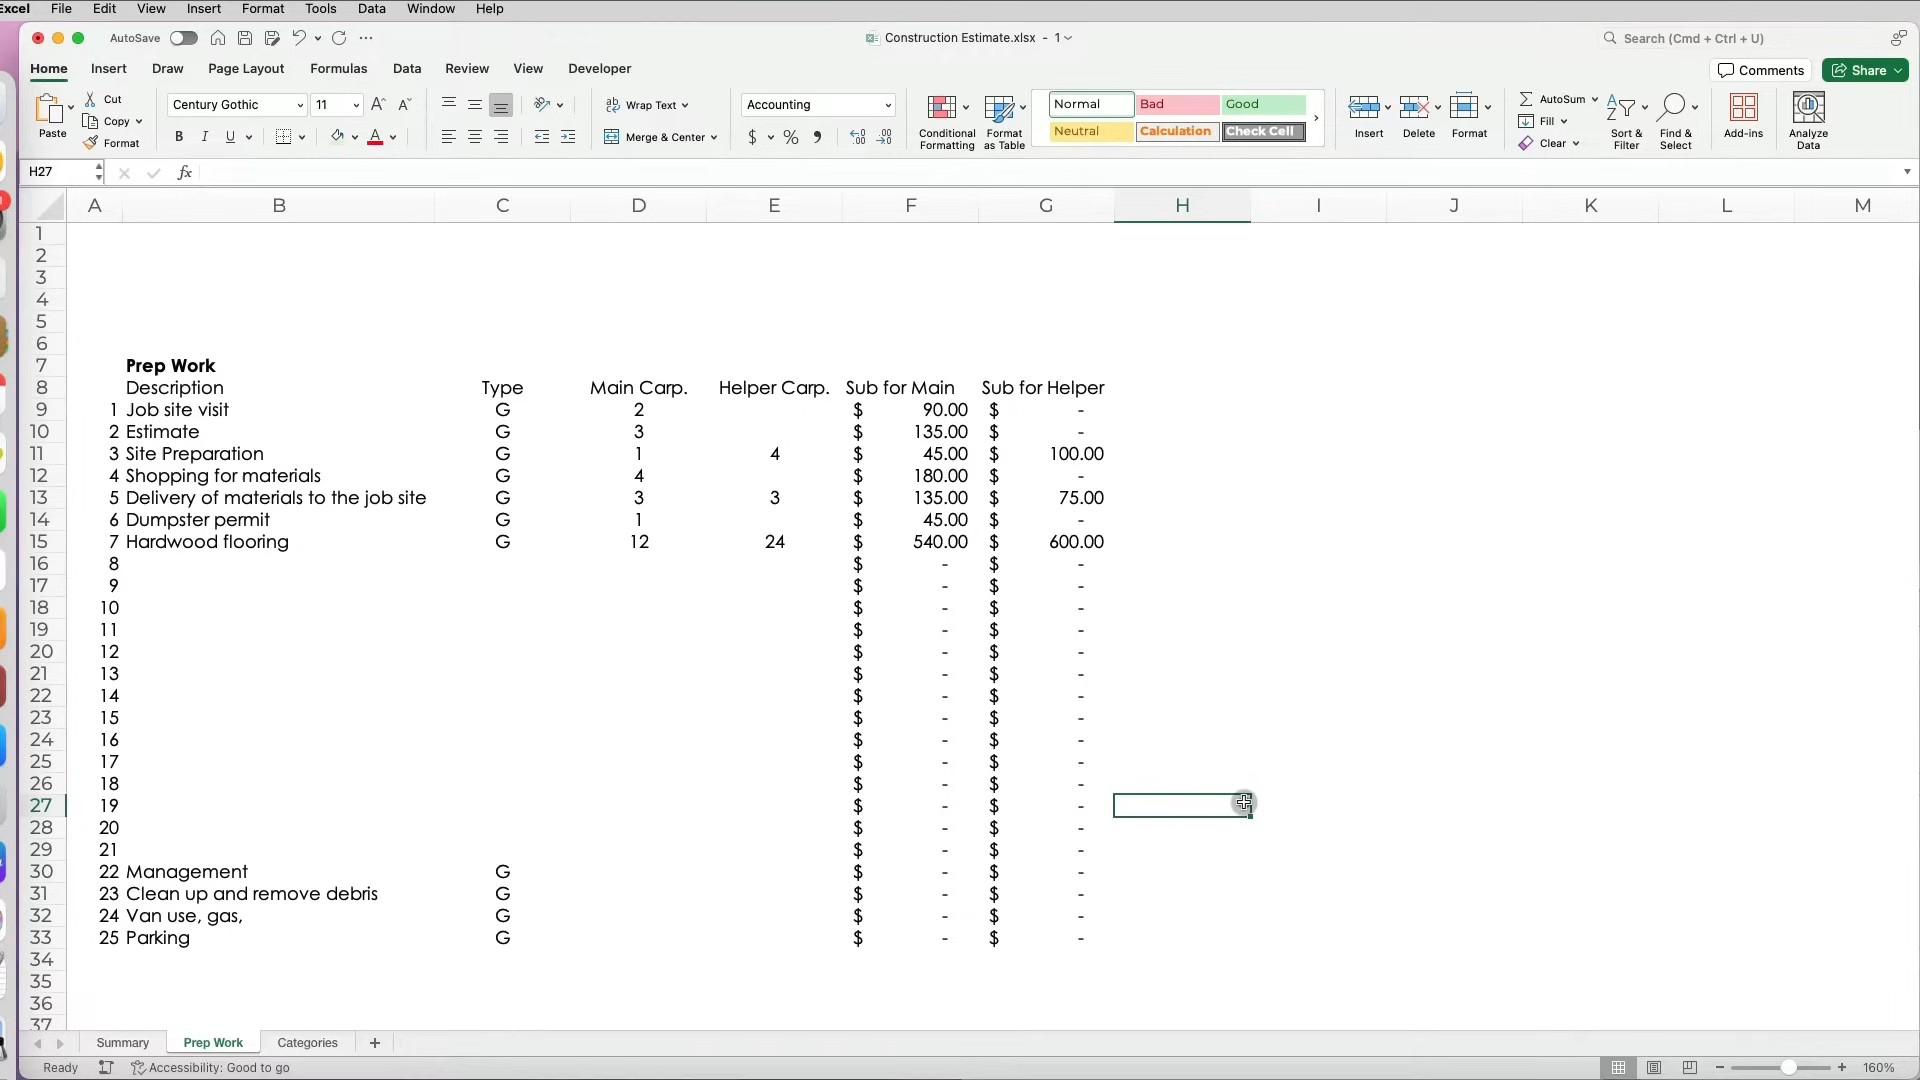 Excel File Edit View Insert Format Tools Data Window Help
AutoSave Construction Estimate.xlsx - 1 Search (Cmd + Ctrl + U)
Home Insert Draw Page Layout Formulas Data Review View Developer Comments Share
Paste Cut Copy Format
Century Gothic 11 A^ A˅
B I U A
ab Wrap Text
Merge & Center
Accounting
$ % 9
Conditional Formatting
Format as Table
Normal Bad Good
Neutral Calculation Check Cell
Insert Delete Format
AutoSum
Fill
Clear
Sort & Filter
Find & Select
Add-ins
Analyze Data
H27 fx
A B C D E F G H I J K L M
1
2
3
4
5
6
7 Prep Work
8 Description Type Main Carp. Helper Carp. Sub for Main Sub for Helper
9 1 Job site visit G 2 $ 90.00 $ -
10 2 Estimate G 3 $ 135.00 $ -
11 3 Site Preparation G 1 4 $ 45.00 $ 100.00
12 4 Shopping for materials G 4 $ 180.00 $ -
13 5 Delivery of materials to the job site G 3 3 $ 135.00 $ 75.00
14 6 Dumpster permit G 1 $ 45.00 $ -
15 7 Hardwood flooring G 12 24 $ 540.00 $ 600.00
16 8 $ - $ -
17 9 $ - $ -
18 10 $ - $ -
19 11 $ - $ -
20 12 $ - $ -
21 13 $ - $ -
22 14 $ - $ -
23 15 $ - $ -
24 16 $ - $ -
25 17 $ - $ -
26 18 $ - $ -
27 19 $ - $ -
28 20 $ - $ -
29 21 $ - $ -
30 22 Management G $ - $ -
31 23 Clean up and remove debris G $ - $ -
32 24 Van use, gas, G $ - $ -
33 25 Parking G $ - $ -
34
35
36
37
Summary Prep Work Categories +
Ready Accessibility: Good to go - + 160%